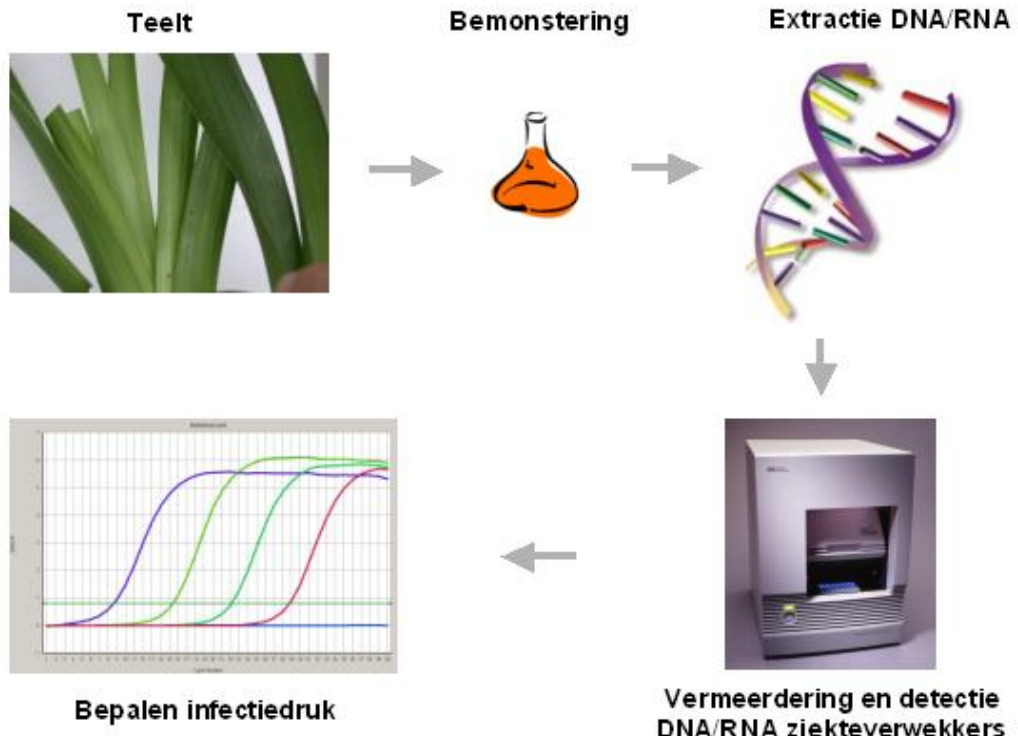 Teelt
Bemonstering
Extractie DNA/RNA
Bepalen infectiedruk
Vermeerdering en detectie
DNA/RNA ziekteverwekkers